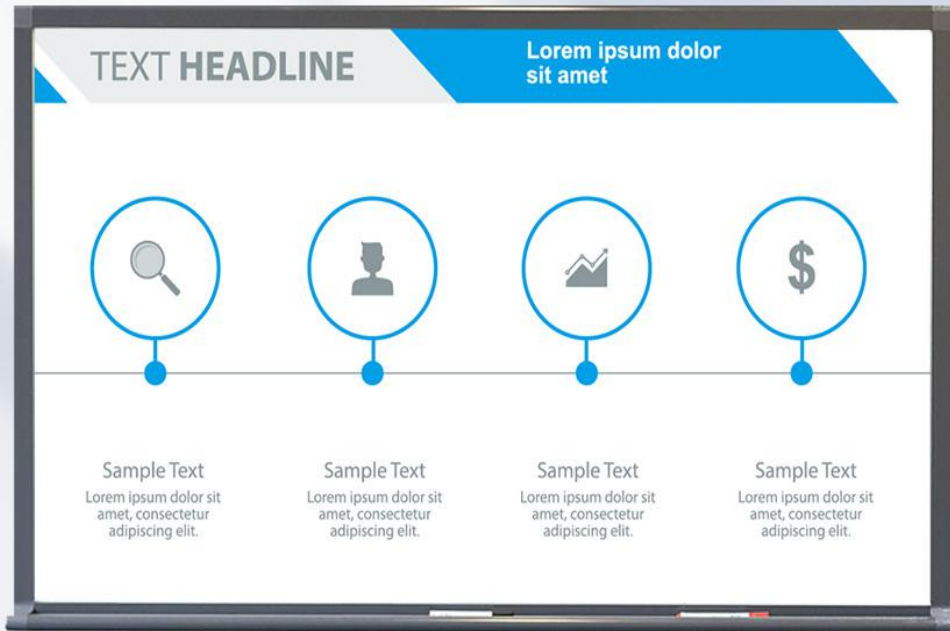 TEXT HEADLINE
Lorem ipsum dolor
sit amet
Sample Text
Lorem ipsum dolor sit
amet, consectetur
adipiscing elit.
Sample Text
Lorem ipsum dolor sit
amet, consectetur
adipiscing elit.
Sample Text
Lorem ipsum dolor sit
amet, consectetur
adipiscing elit.
Sample Text
Lorem ipsum dolor sit
amet, consectetur
adipiscing elit.